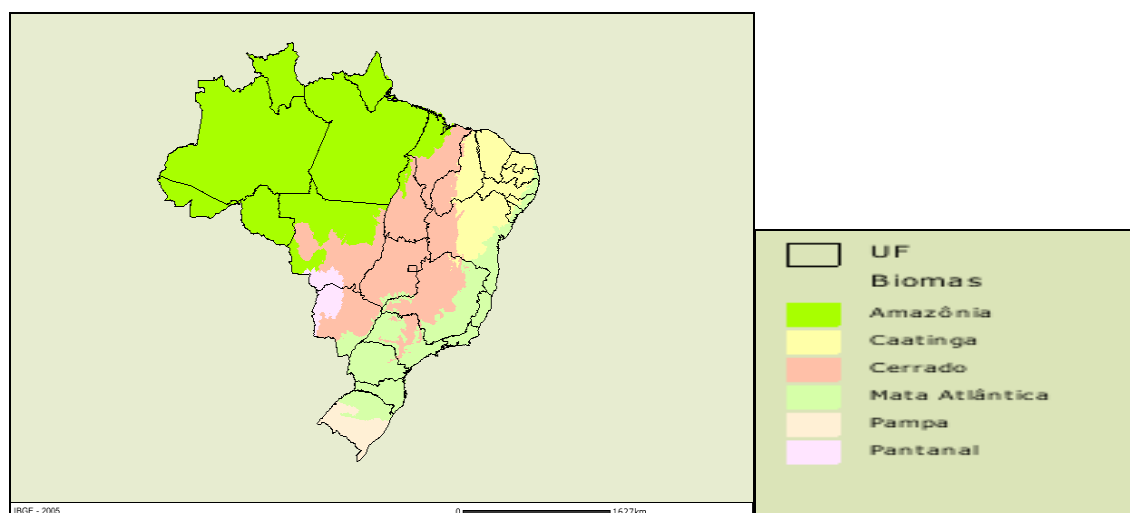 UF
Biomas
Amazônia
Caatinga
Cerrado
Mata Atlântica
Pampa
Pantanal
IBGE - 2005
0 1627km